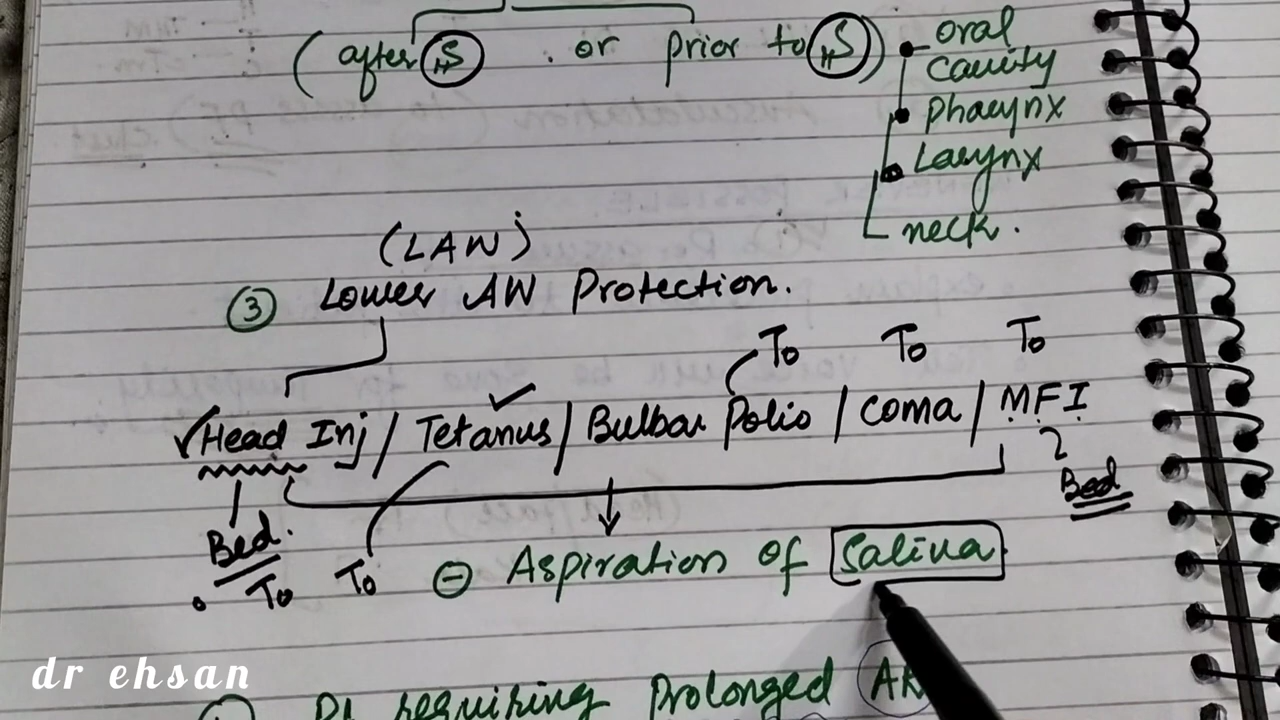 (after "S . or prior to "S)
oral
cavity
pharynx
Larynx
neck.
(LAW)
③ Lower AW Protection.
To To To
Head Inj / Tetanus / Bulbar Polio / Coma / MFI
Bed.
Bed
To To
⊖ Aspiration of Saliva
Pt requiring Prolonged
dr ehsan